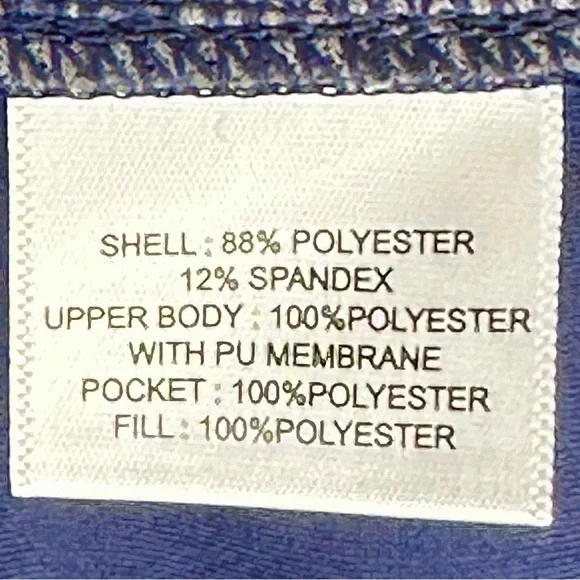 SHELL : 88% POLYESTER
12% SPANDEX
UPPER BODY : 100%POLYESTER
WITH PU MEMBRANE
POCKET : 100%POLYESTER
FILL : 100%POLYESTER